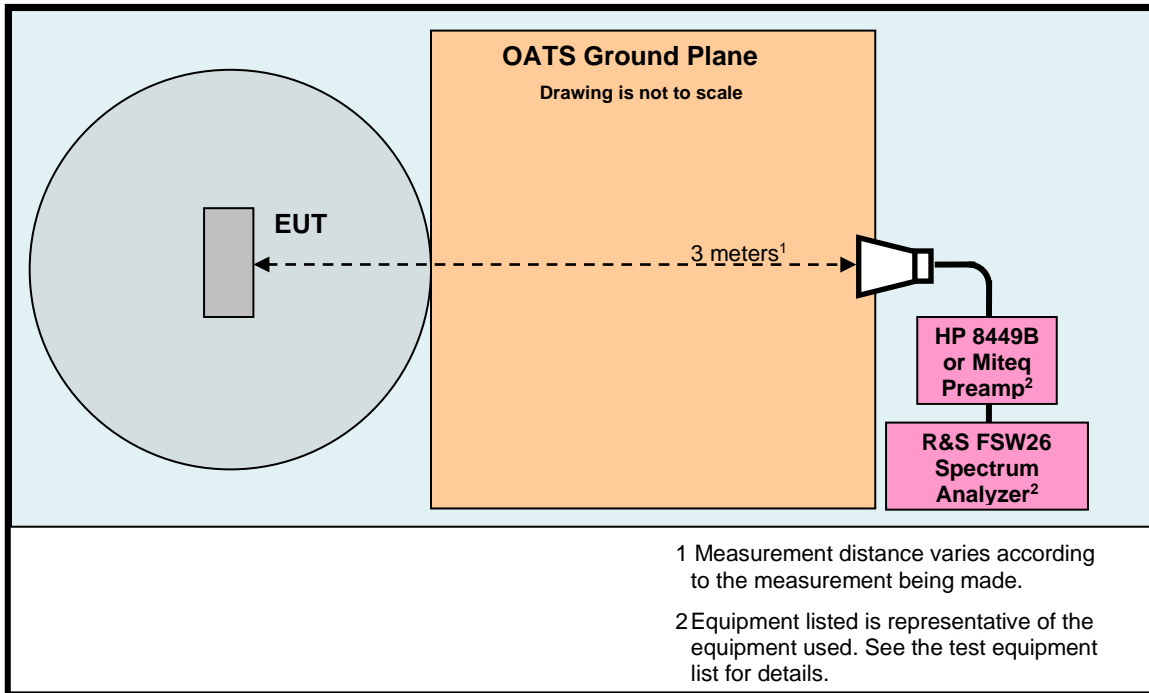 OATS Ground Plane
Drawing is not to scale
EUT
3 meters¹
HP 8449B
or Miteq
Preamp²
R&S FSW26
Spectrum
Analyzer²
1 Measurement distance varies according
to the measurement being made.
2 Equipment listed is representative of the
equipment used. See the test equipment
list for details.